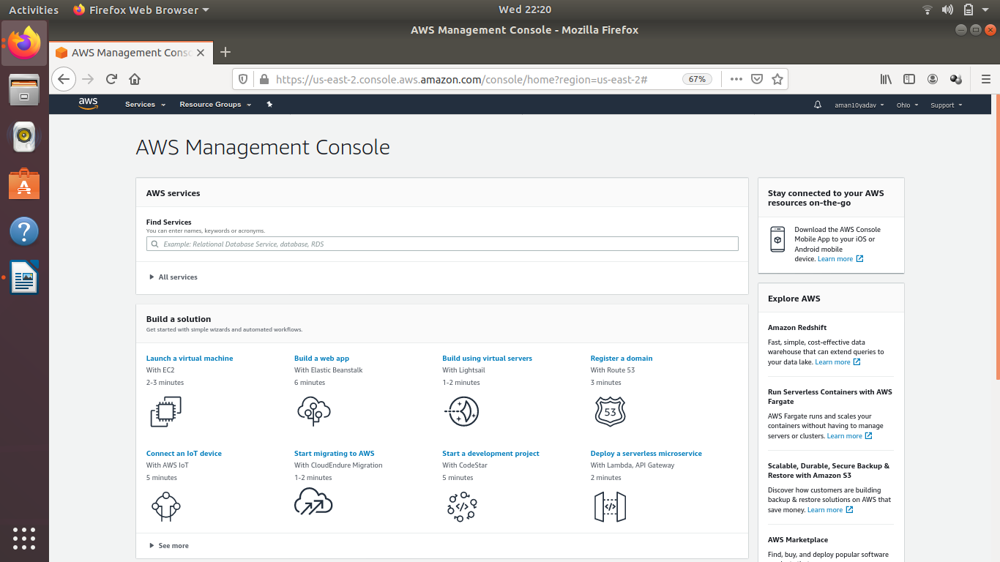 Activities
Firefox Web Browser
Wed 22:20
AWS Management Console - Mozilla Firefox
AWS Management Conso
https://us-east-2.console.aws.amazon.com/console/home?region=us-east-2#
67%
aws
Services
Resource Groups
aman10yadav
Ohio
Support
AWS Management Console
AWS services
Find Services
You can enter names, keywords or acronyms.
Example: Relational Database Service, database, RDS
All services
Build a solution
Get started with simple wizards and automated workflows.
Launch a virtual machine
With EC2
2-3 minutes
Build a web app
With Elastic Beanstalk
6 minutes
Build using virtual servers
With Lightsail
1-2 minutes
Register a domain
With Route 53
3 minutes
53
Connect an IoT device
With AWS IoT
5 minutes
Start migrating to AWS
With CloudEndure Migration
1-2 minutes
Start a development project
With CodeStar
5 minutes
</>
Deploy a serverless microservice
With Lambda, API Gateway
2 minutes
</>
See more
Stay connected to your AWS
resources on-the-go
Download the AWS Console
Mobile App to your iOS or
Android mobile
device. Learn more
Explore AWS
Amazon Redshift
Fast, simple, cost-effective data
warehouse that can extend queries to
your data lake. Learn more
Run Serverless Containers with AWS
Fargate
AWS Fargate runs and scales your
containers without having to manage
servers or clusters. Learn more
Scalable, Durable, Secure Backup &
Restore with Amazon S3
Discover how customers are building
backup & restore solutions on AWS that
save money. Learn more
AWS Marketplace
Find, buy, and deploy popular software